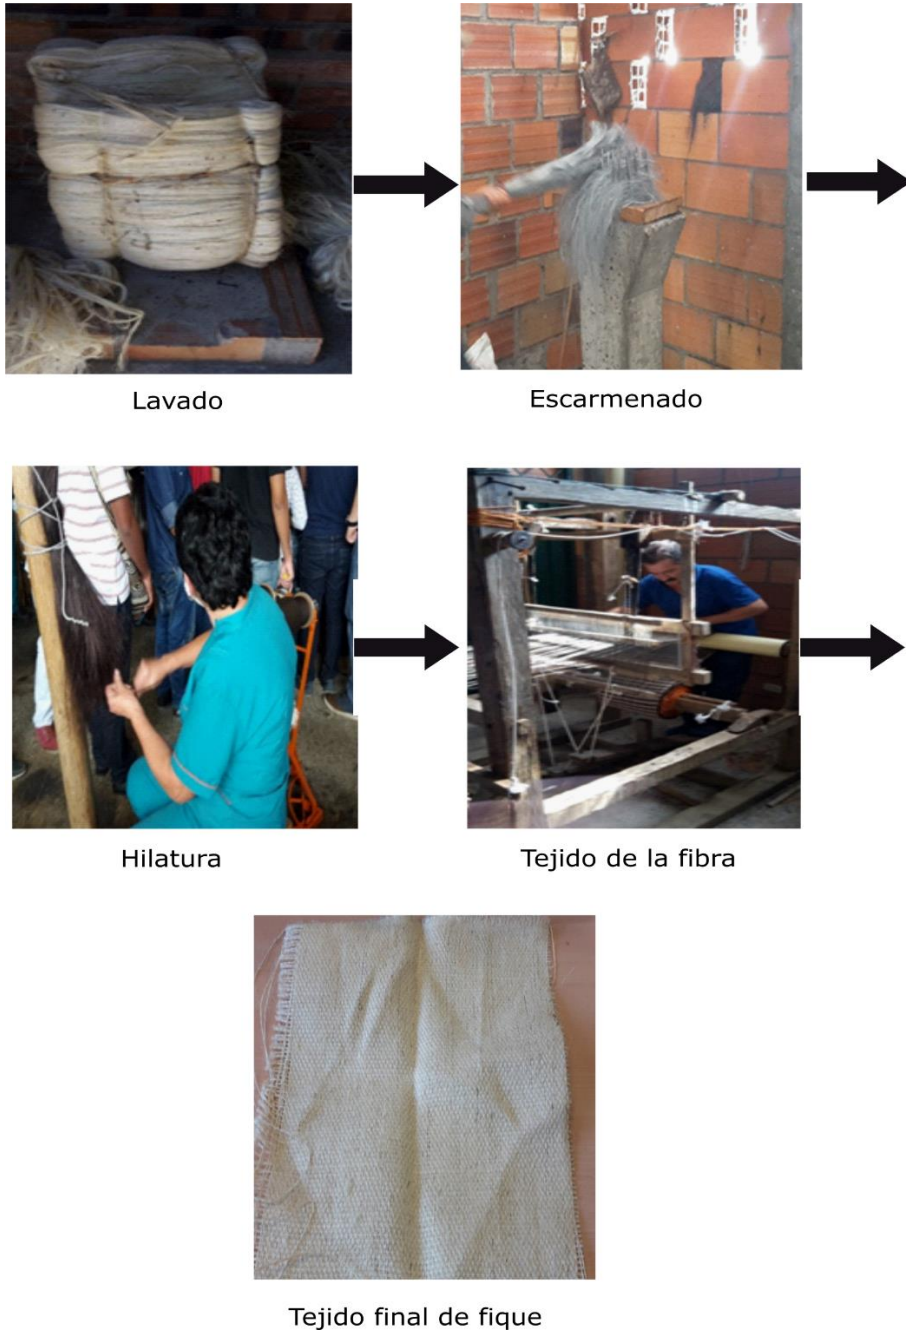 Lavado
Escarmenado
Hilatura
Tejido de la fibra
Tejido final de fique